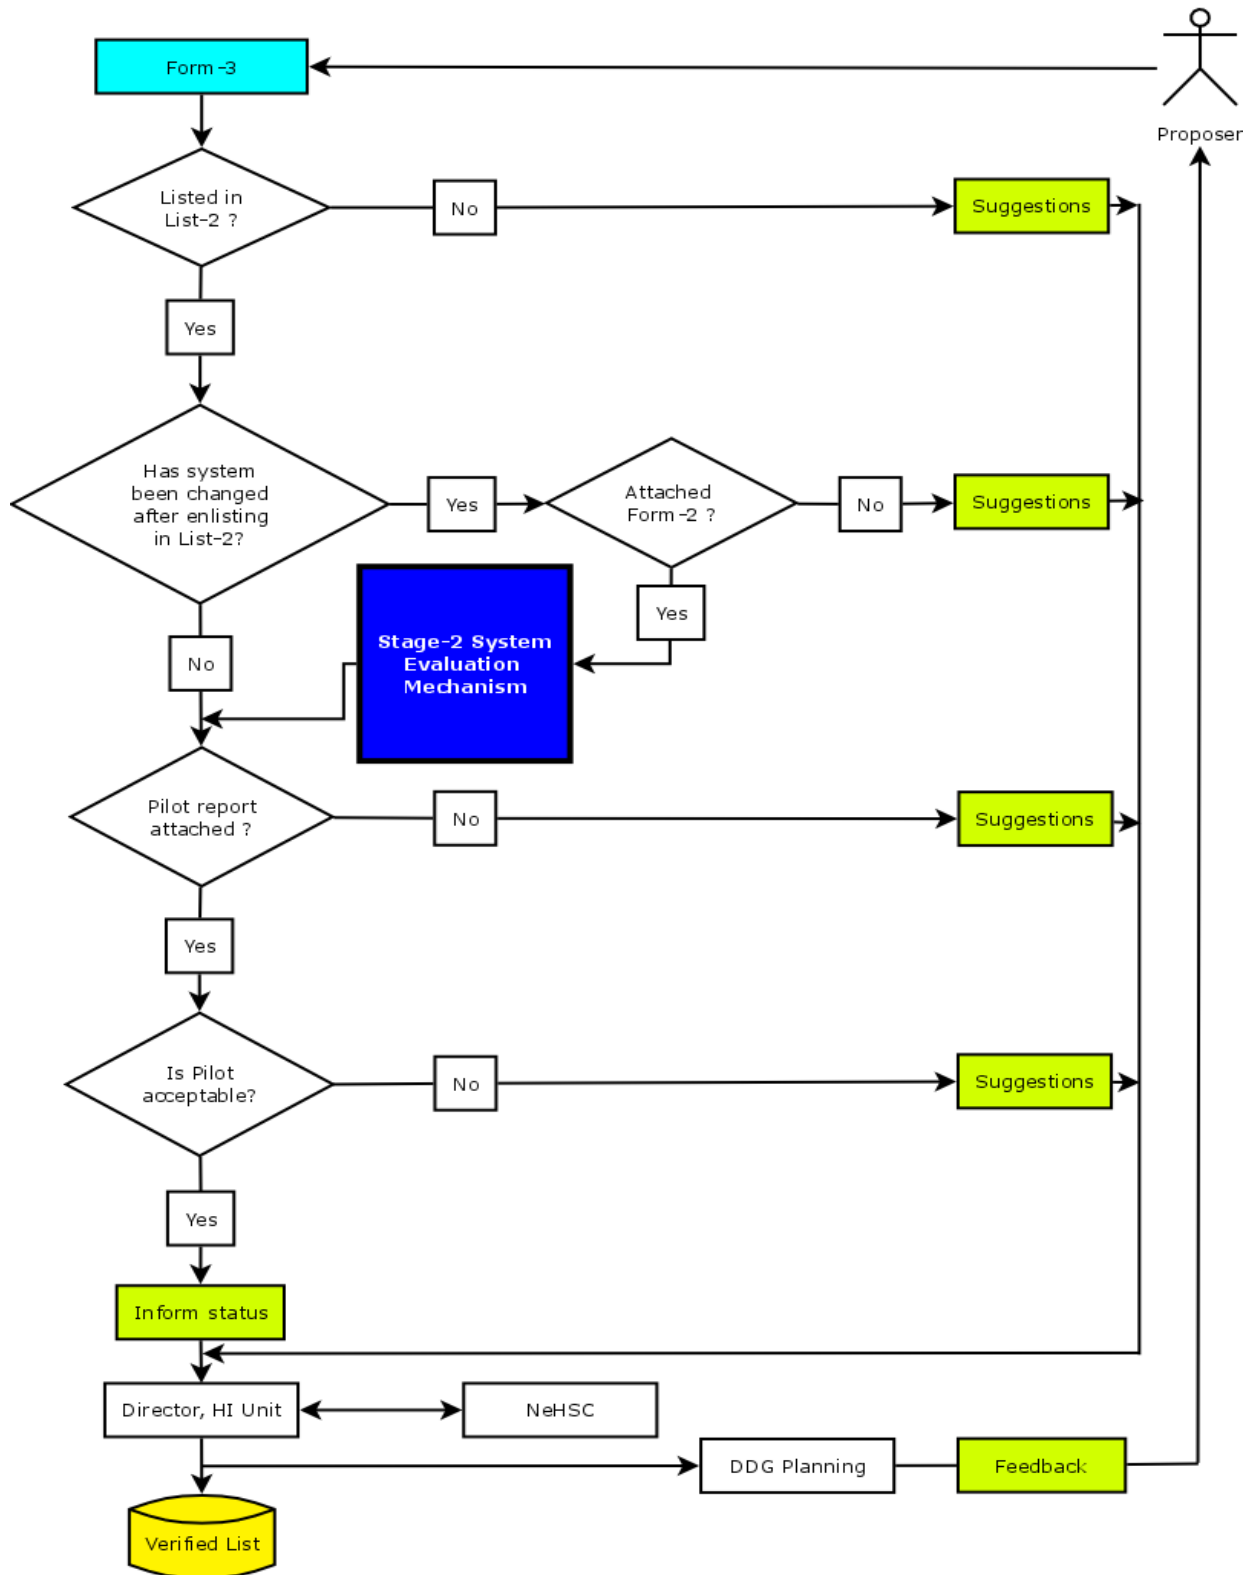 Form-3
Proposer
Listed in
List-2 ?
No
Suggestions
Yes
Has system
been changed
after enlisting
in List-2?
Yes
Attached
Form-2 ?
No
Suggestions
Yes
No
Stage-2 System
Evaluation
Mechanism
Pilot report
attached ?
No
Suggestions
Yes
Is Pilot
acceptable?
No
Suggestions
Yes
Inform status
Director, HI Unit
NeHSC
DDG Planning
Feedback
Verified List